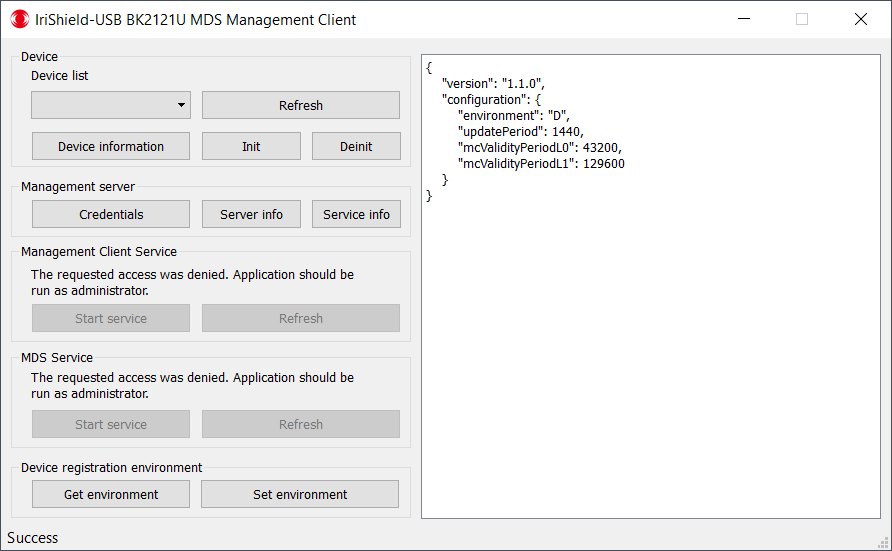 IriShield-USB BK2121U MDS Management Client
Device
Device list
Refresh
Device information
Init
Deinit
Management server
Credentials
Server info
Service info
Management Client Service
The requested access was denied. Application should be
run as administrator.
Start service
Refresh
MDS Service
The requested access was denied. Application should be
run as administrator.
Start service
Refresh
Device registration environment
Get environment
Set environment
{
"version": "1.1.0",
"configuration": {
"environment": "D",
"updatePeriod": 1440,
"mcValidityPeriodL0": 43200,
"mcValidityPeriodL1": 129600
}
}
Success